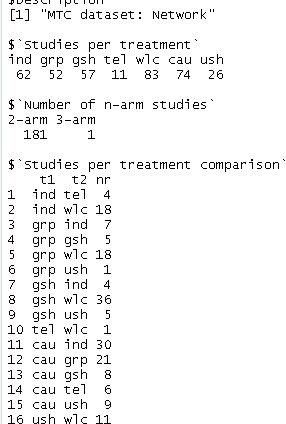 $Description
[1] "MTC dataset: Network"
$`Studies per treatment`
ind grp gsh tel wlc cau ush
62 52 57 11 83 74 26
$`Number of n-arm studies`
2-arm 3-arm
181 1
$`Studies per treatment comparison`
t1 t2 nr
1 ind tel 4
2 ind wlc 18
3 grp ind 7
4 grp gsh 5
5 grp wlc 18
6 grp ush 1
7 gsh ind 4
8 gsh wlc 36
9 gsh ush 5
10 tel wlc 1
11 cau ind 30
12 cau grp 21
13 cau gsh 8
14 cau tel 6
15 cau ush 9
16 ush wlc 11